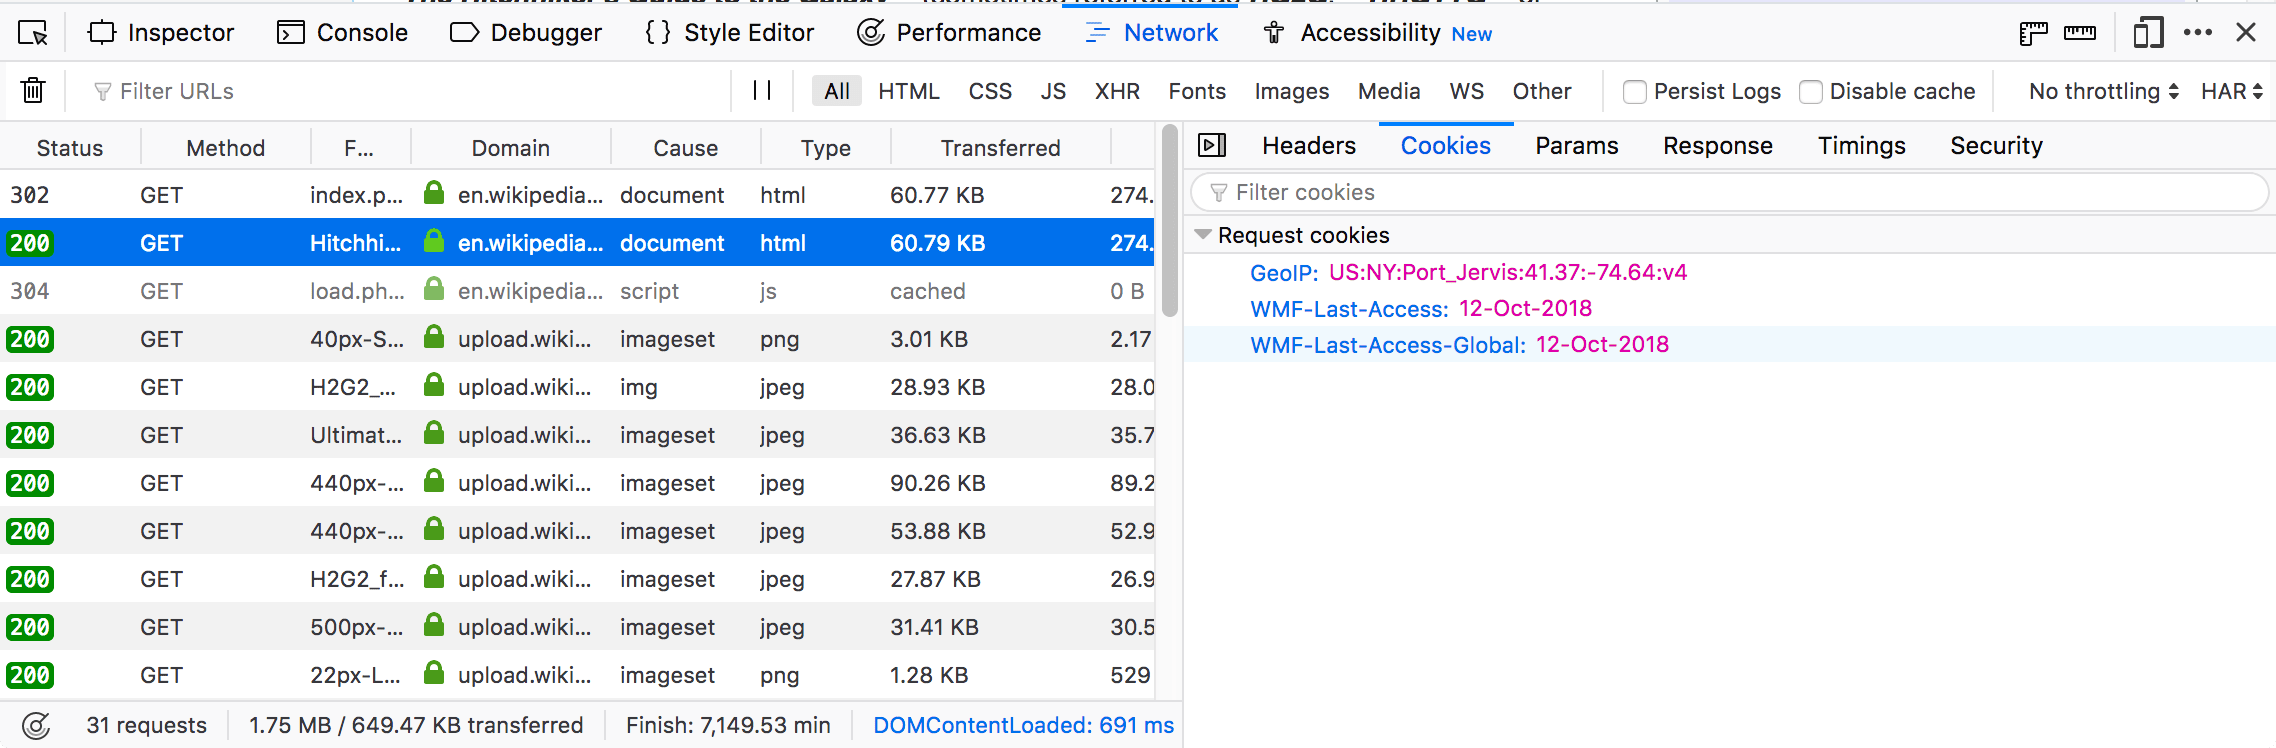 Inspector Console Debugger Style Editor Performance Network Accessibility New
Filter URLs All HTML CSS JS XHR Fonts Images Media WS Other Persist Logs Disable cache No throttling HAR
Status Method F... Domain Cause Type Transferred
302 GET index.p... en.wikipedia... document html 60.77 KB 274.
200 GET Hitchhi... en.wikipedia... document html 60.79 KB 274.
304 GET load.ph... en.wikipedia... script js cached 0 B
200 GET 40px-S... upload.wiki... imageset png 3.01 KB 2.17
200 GET H2G2_... upload.wiki... img jpeg 28.93 KB 28.0
200 GET Ultimat... upload.wiki... imageset jpeg 36.63 KB 35.7
200 GET 440px-... upload.wiki... imageset jpeg 90.26 KB 89.2
200 GET 440px-... upload.wiki... imageset jpeg 53.88 KB 52.9
200 GET H2G2_f... upload.wiki... imageset jpeg 27.87 KB 26.9
200 GET 500px-... upload.wiki... imageset jpeg 31.41 KB 30.5
200 GET 22px-L... upload.wiki... imageset png 1.28 KB 529
31 requests 1.75 MB / 649.47 KB transferred Finish: 7,149.53 min DOMContentLoaded: 691 ms
Headers Cookies Params Response Timings Security
Filter cookies
Request cookies
GeoIP: US:NY:Port_Jervis:41.37:-74.64:v4
WMF-Last-Access: 12-Oct-2018
WMF-Last-Access-Global: 12-Oct-2018